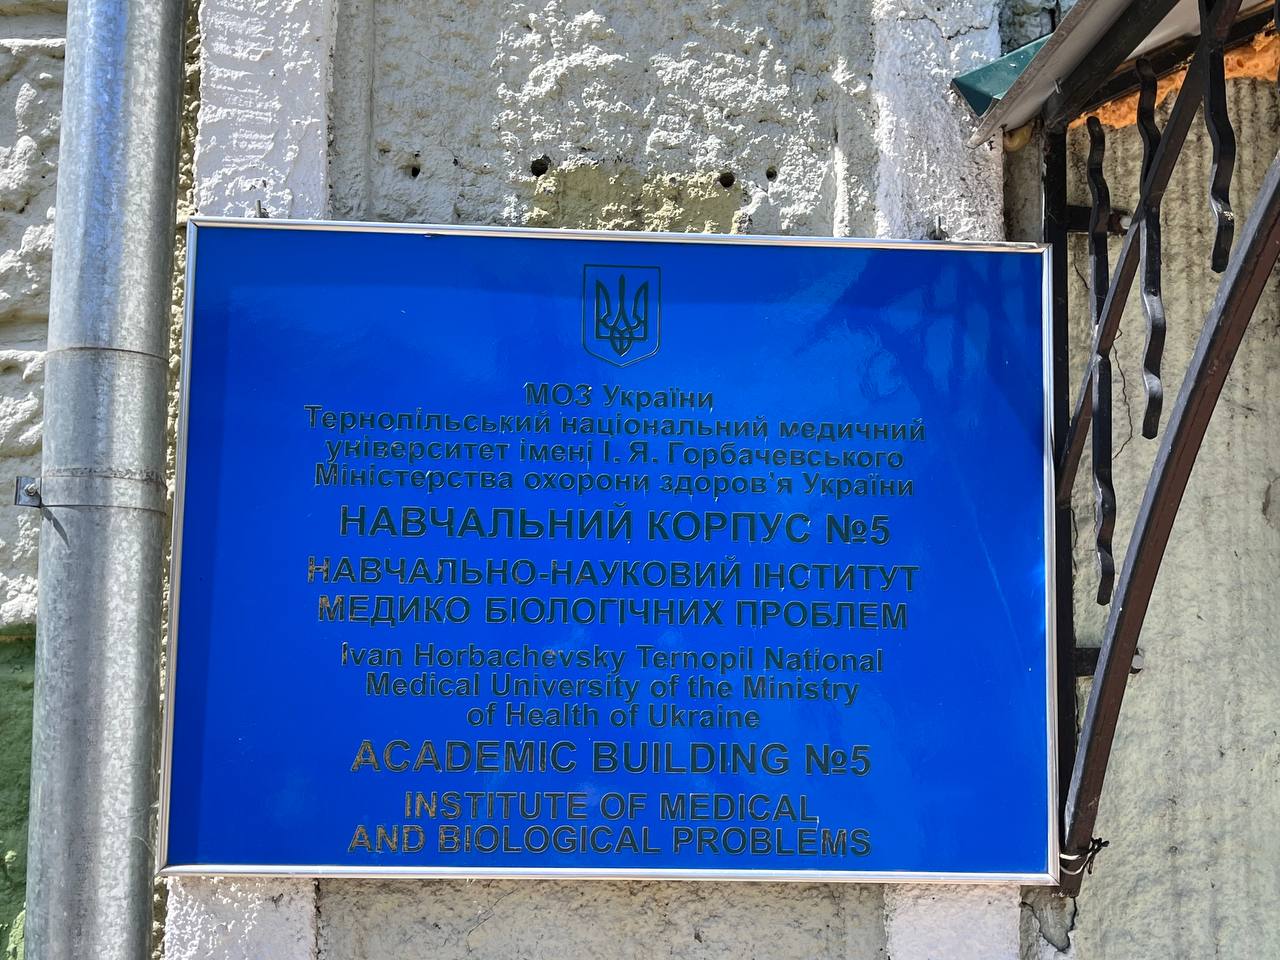 МОЗ України
Тернопільський національний медичний
університет імені І. Я. Горбачевського
Міністерства охорони здоров'я України
НАВЧАЛЬНИЙ КОРПУС №5
НАВЧАЛЬНО-НАУКОВИЙ ІНСТИТУТ
МЕДИКО БІОЛОГІЧНИХ ПРОБЛЕМ
Ivan Horbachevsky Ternopil National
Medical University of the Ministry
of Health of Ukraine
ACADEMIC BUILDING №5
INSTITUTE OF MEDICAL
AND BIOLOGICAL PROBLEMS